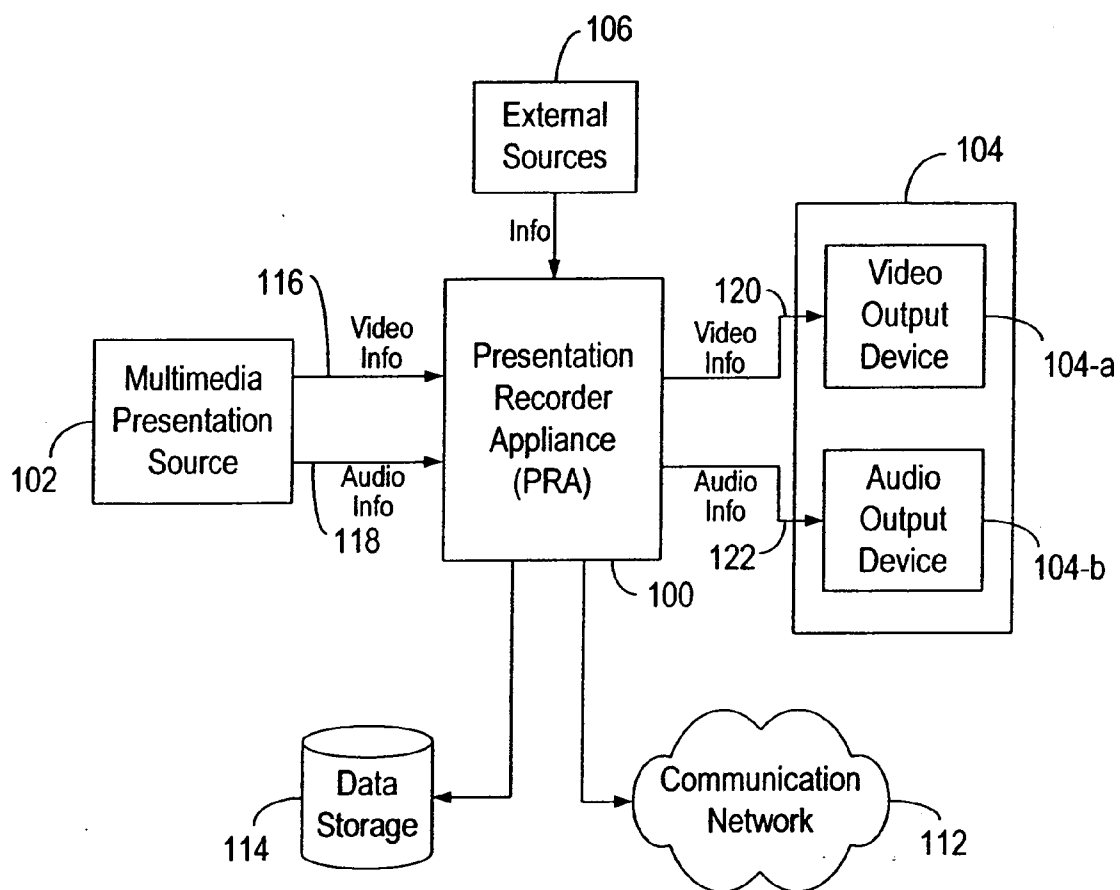 106
External
Sources
Info
104
116
Video
Info
Multimedia
Presentation
Source
102
Audio
Info
118
Presentation
Recorder
Appliance
(PRA)
100
120
Video
Info
Video
Output
Device
104-a
Audio
Info
122
Audio
Output
Device
104-b
Data
Storage
114
Communication
Network
112